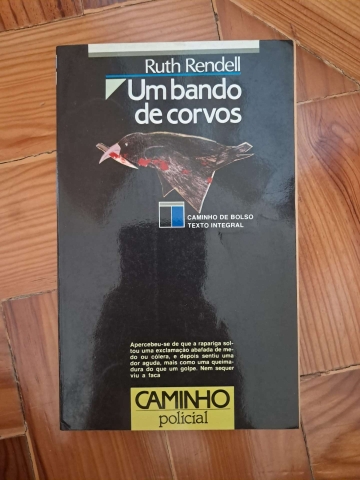 Ruth Rendell
Um bando
de corvos
CAMINHO DE BOLSO
TEXTO INTEGRAL
Apercebeu-se de que a rapariga sol-
tou uma exclamação abafada de me-
do ou cólera, e depois sentiu uma
dor aguda, mais como uma queima-
dura do que um golpe. Nem sequer
viu a faca
CAMINHO
policial